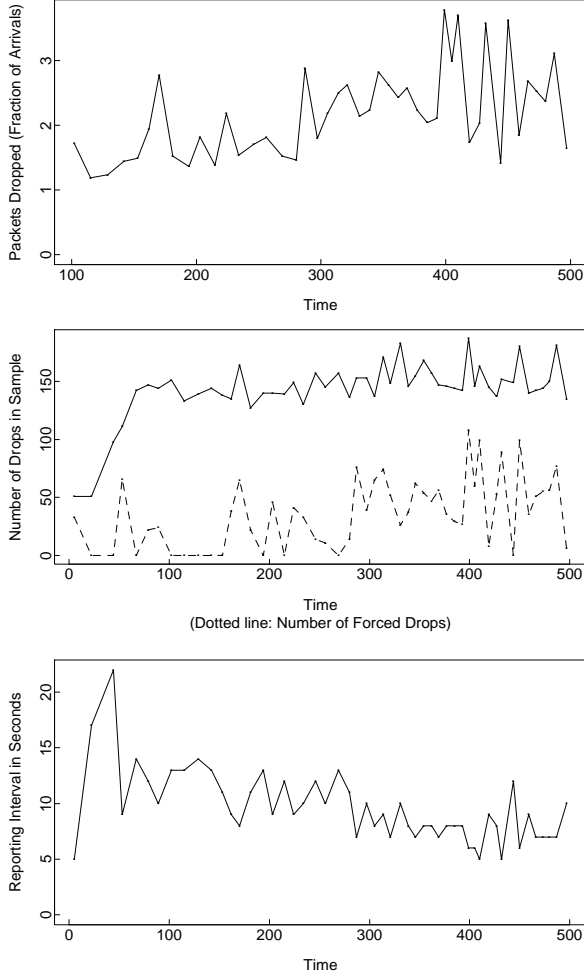 Packets Dropped (Fraction of Arrivals)
3
2
1
0
100 200 300 400 500
Time
Number of Drops in Sample
150
100
50
0
0 100 200 300 400 500
Time
(Dotted line: Number of Forced Drops)
Reporting Interval in Seconds
20
15
10
5
0
0 100 200 300 400 500
Time